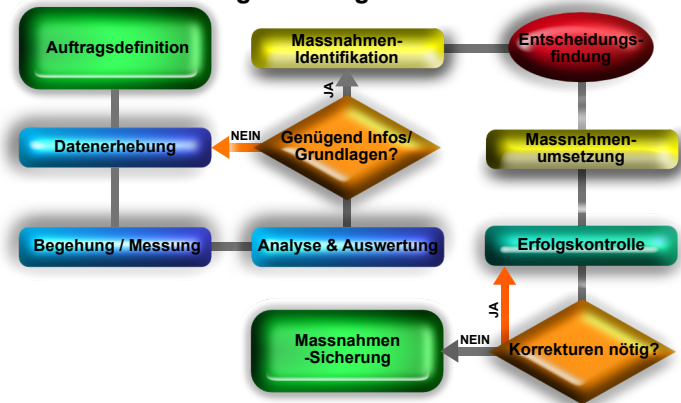 Auftragsdefinition
Massnahmen-
Identifikation
Entscheidungs-
findung
JA
Datenerhebung
NEIN
Genügend Infos/
Grundlagen?
Massnahmen-
umsetzung
Begehung / Messung
Analyse & Auswertung
Erfolgskontrolle
JA
Massnahmen
-Sicherung
NEIN
Korrekturen nötig?